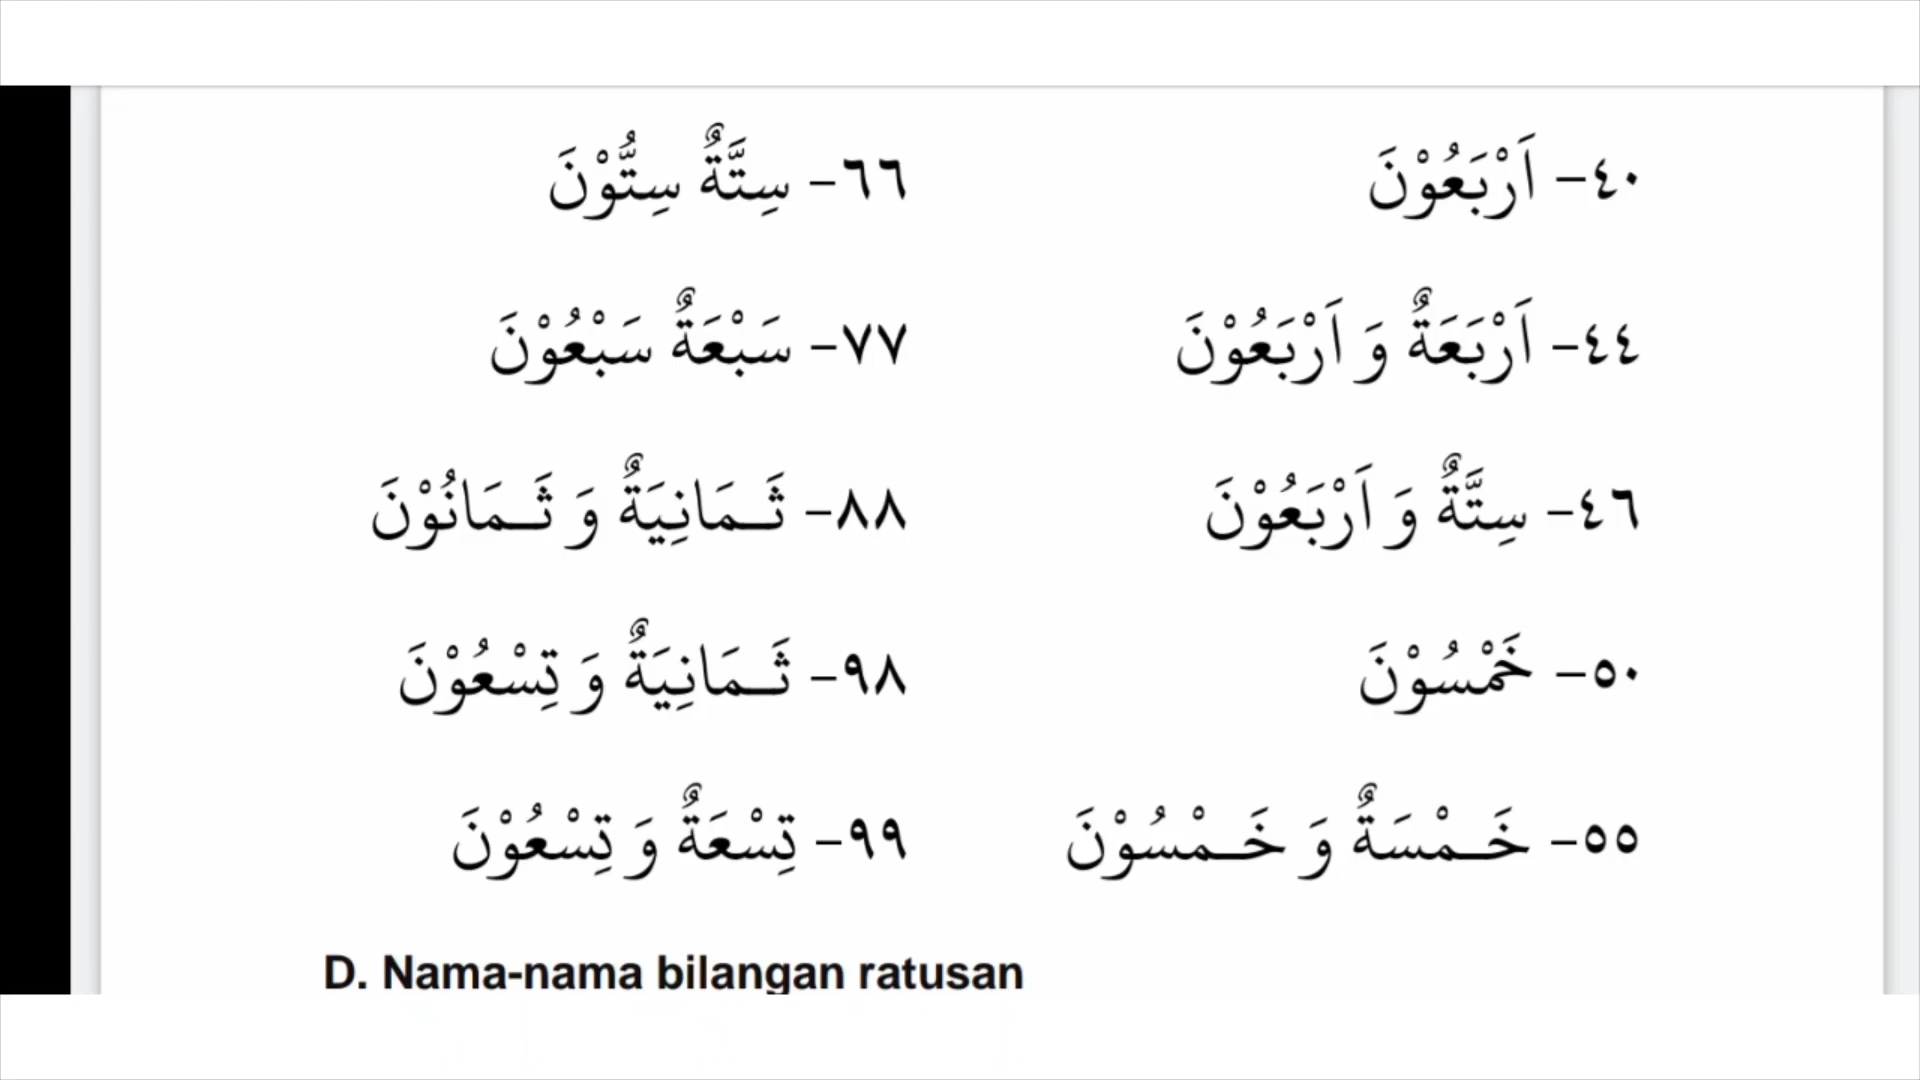 ٤٠- اَرْبَعُوْنَ
٤٤- اَرْبَعَةٌ وَ اَرْبَعُوْنَ
٤٦- سِتَّةٌ وَ اَرْبَعُوْنَ
٥٠- خَمْسُوْنَ
٥٥- خَـمْسَةٌ وَ خَـمْسُوْنَ
٦٦- سِتَّةٌ سِتُّوْنَ
٧٧- سَبْعَةٌ سَبْعُوْنَ
٨٨- ثَـمَانِيَةٌ وَ ثَـمَانُوْنَ
٩٨- ثَـمَانِيَةٌ وَ تِسْعُوْنَ
٩٩- تِسْعَةٌ وَ تِسْعُوْنَ
D. Nama-nama bilangan ratusan